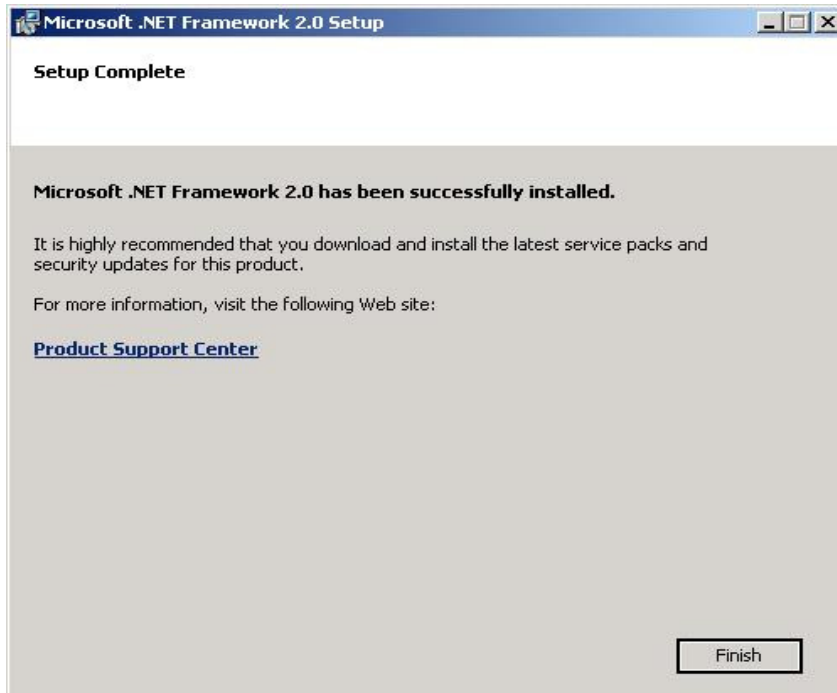 Microsoft .NET Framework 2.0 Setup
Setup Complete
Microsoft .NET Framework 2.0 has been successfully installed.
It is highly recommended that you download and install the latest service packs and
security updates for this product.
For more information, visit the following Web site:
Product Support Center
Finish